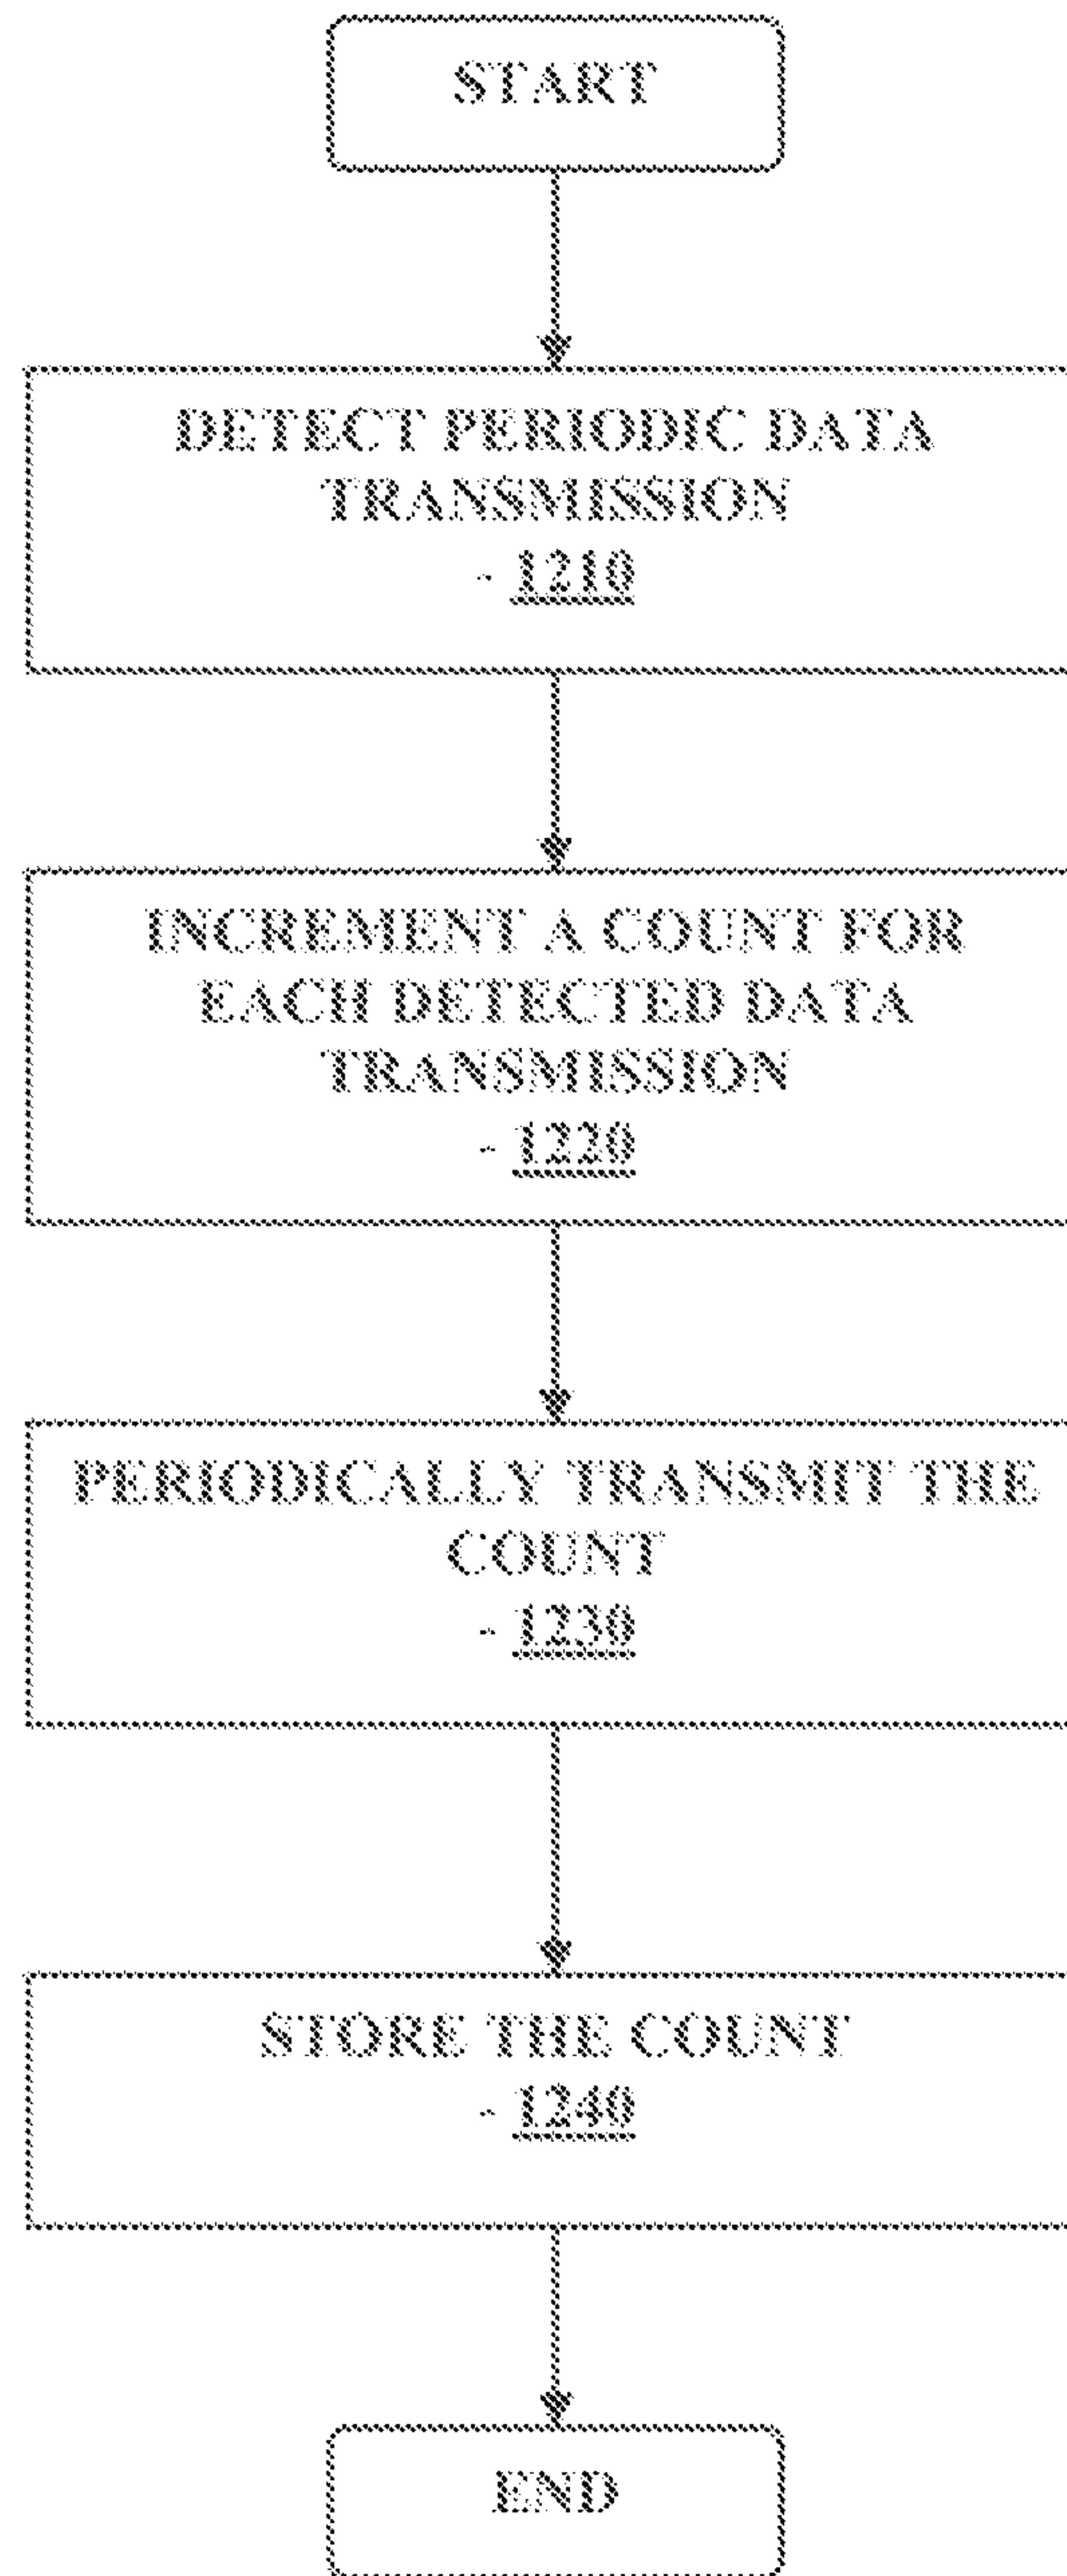 START
DETECT PERIODIC DATA
TRANSMISSION
- 1210
INCREMENT A COUNT FOR
EACH DETECTED DATA
TRANSMISSION
- 1220
PERIODICALLY TRANSMIT THE
COUNT
- 1230
STORE THE COUNT
- 1240
END